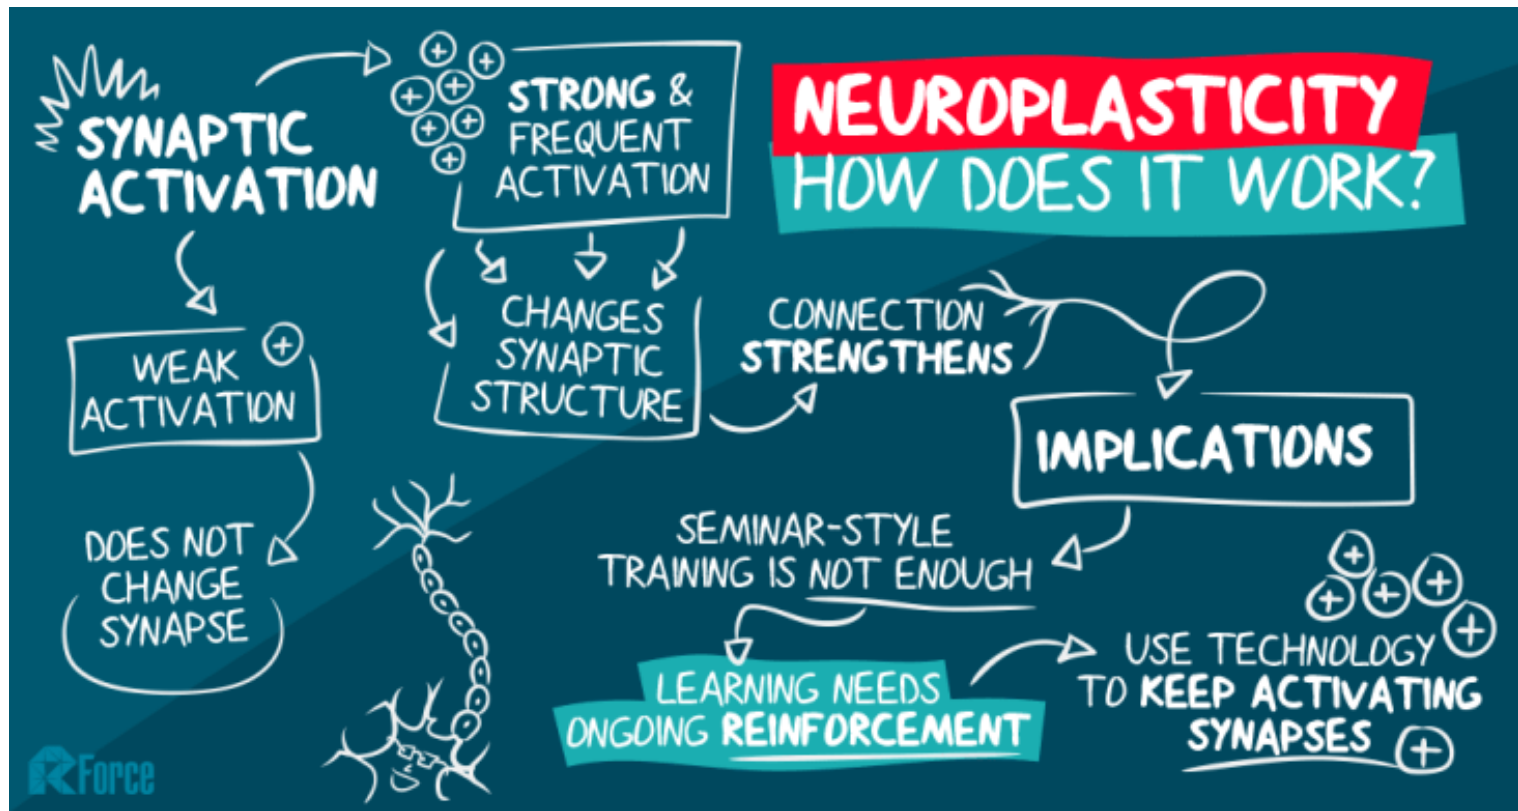 NEUROPLASTICITY
HOW DOES IT WORK?
SYNAPTIC
ACTIVATION
STRONG &
FREQUENT
ACTIVATION
WEAK
ACTIVATION
DOES NOT
CHANGE
SYNAPSE
CHANGES
SYNAPTIC
STRUCTURE
CONNECTION
STRENGTHENS
IMPLICATIONS
SEMINAR-STYLE
TRAINING IS NOT ENOUGH
LEARNING NEEDS
ONGOING REINFORCEMENT
USE TECHNOLOGY
TO KEEP ACTIVATING
SYNAPSES
RForce